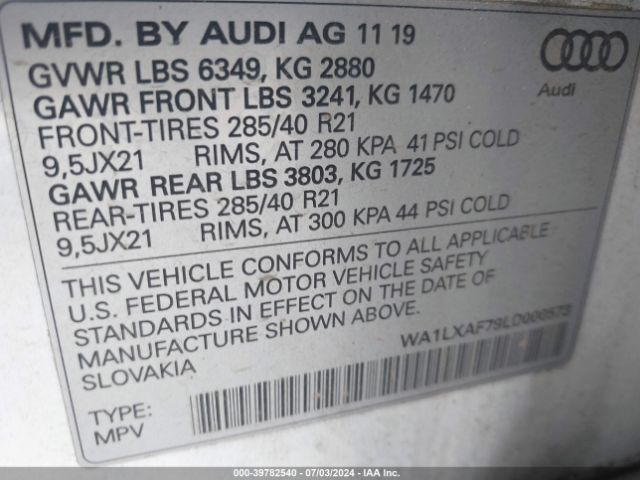 MFD. BY AUDI AG 11 19
GVWR LBS 6349, KG 2880
GAWR FRONT LBS 3241, KG 1470
FRONT-TIRES 285/40 R21
9,5JX21 RIMS, AT 280 KPA 41 PSI COLD
GAWR REAR LBS 3803, KG 1725
REAR-TIRES 285/40 R21
9,5JX21 RIMS, AT 300 KPA 44 PSI COLD
Audi
THIS VEHICLE CONFORMS TO ALL APPLICABLE
U.S. FEDERAL MOTOR VEHICLE SAFETY
STANDARDS IN EFFECT ON THE DATE OF
MANUFACTURE SHOWN ABOVE.
SLOVAKIA
WA1LXAF79LD000573
TYPE:
MPV
000-39782540 - 07/03/2024 - IAA Inc.